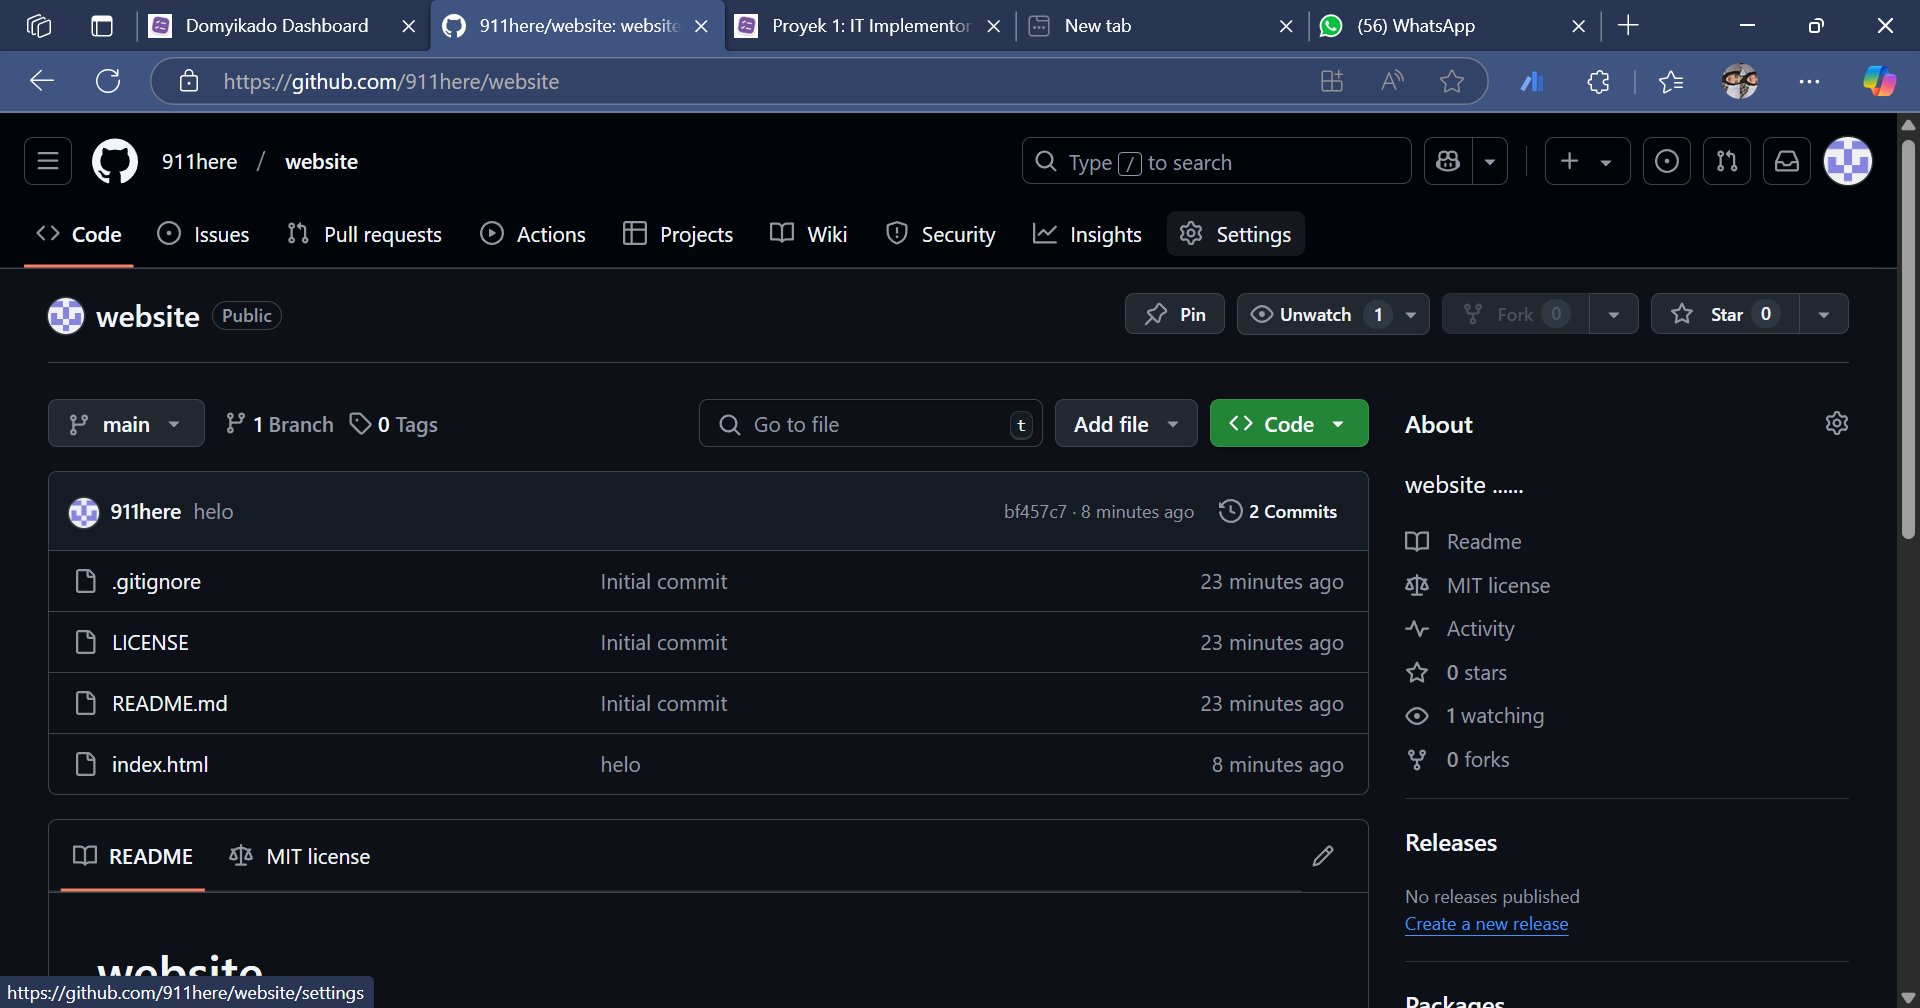 Domyikado Dashboard
911here/website: website
Proyek 1: IT Implementor
New tab
(56) WhatsApp
https://github.com/911here/website
911here / website
Type / to search
Code
Issues
Pull requests
Actions
Projects
Wiki
Security
Insights
Settings
website
Public
Pin
Unwatch 1
Fork 0
Star 0
main
1 Branch
0 Tags
Go to file
t
Add file
Code
911here helo
bf457c7 · 8 minutes ago
2 Commits
.gitignore Initial commit 23 minutes ago
LICENSE Initial commit 23 minutes ago
README.md Initial commit 23 minutes ago
index.html helo 8 minutes ago
README
MIT license
website
About
website ......
Readme
MIT license
Activity
0 stars
1 watching
0 forks
Releases
No releases published
Create a new release
Packages
https://github.com/911here/website/settings